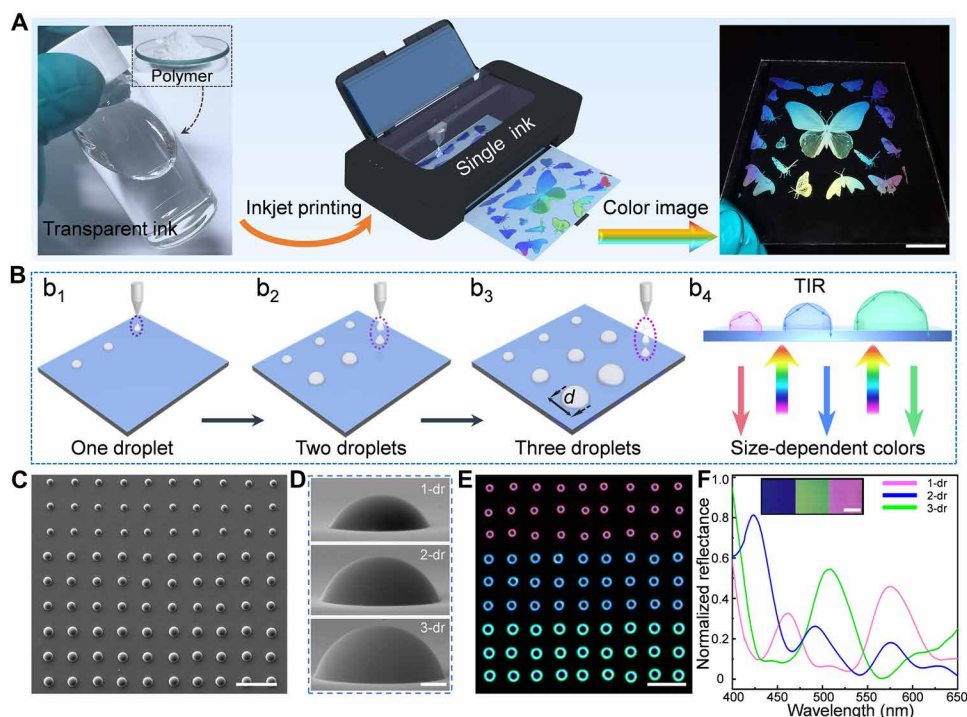 A
Polymer
Transparent ink
Inkjet printing
Single ink
Color image
B
b1
b2
b3
b4
d
TIR
One droplet
Two droplets
Three droplets
Size-dependent colors
C
D
1-dr
2-dr
3-dr
E
F
1.0
0.8
0.6
0.4
0.2
0
Normalized reflectance
1-dr
2-dr
3-dr
400
450
500
550
600
650
Wavelength (nm)